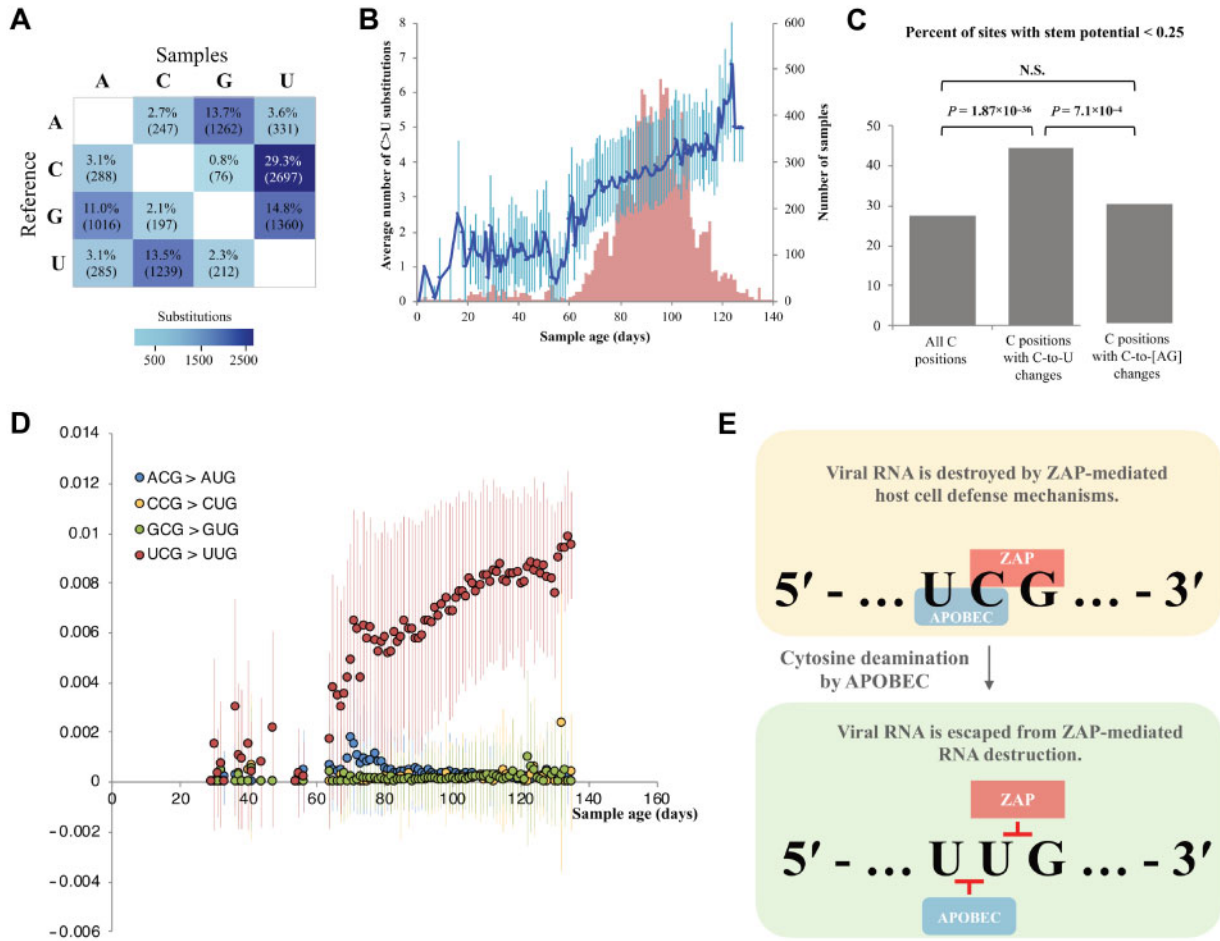 A
Samples
A C G U
Reference
A 2.7% 13.7% 3.6%
(247) (1262) (331)
C 3.1% 0.8% 29.3%
(288) (76) (2697)
G 11.0% 2.1% 14.8%
(1016) (197) (1360)
U 3.1% 13.5% 2.3%
(285) (1239) (212)
Substitutions
500 1500 2500
B
Average number of C>U substitutions
8
7
6
5
4
3
2
1
0
600
500
400
300
200
100
0
Number of samples
0 20 40 60 80 100 120 140
Sample age (days)
C
Percent of sites with stem potential < 0.25
N.S.
P = 1.87×10⁻³⁶ P = 7.1×10⁻⁴
50
40
30
20
10
0
All C
positions
C positions
with C-to-U
changes
C positions
with C-to-[AG]
changes
D
0.014
0.012
0.01
0.008
0.006
0.004
0.002
0
−0.002
−0.004
−0.006
ACG > AUG
CCG > CUG
GCG > GUG
UCG > UUG
0 20 40 60 80 100 120 140 160
Sample age (days)
E
Viral RNA is destroyed by ZAP-mediated
host cell defense mechanisms.
ZAP
5′ - ... U C G ... - 3′
APOBEC
Cytosine deamination
by APOBEC
Viral RNA is escaped from ZAP-mediated
RNA destruction.
ZAP
5′ - ... U U G ... - 3′
APOBEC